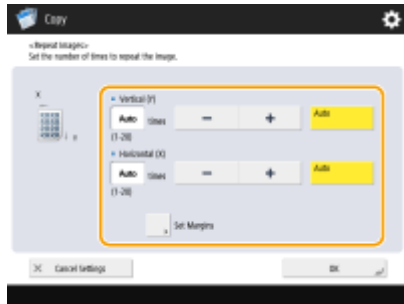 Copy
<Repeat Images>
Set the number of times to repeat the image.
X
Vertical (Y)
Auto times − + Auto
(1-20)
Horizontal (X)
Auto times − + Auto
(1-20)
Set Margins
× Cancel Settings OK